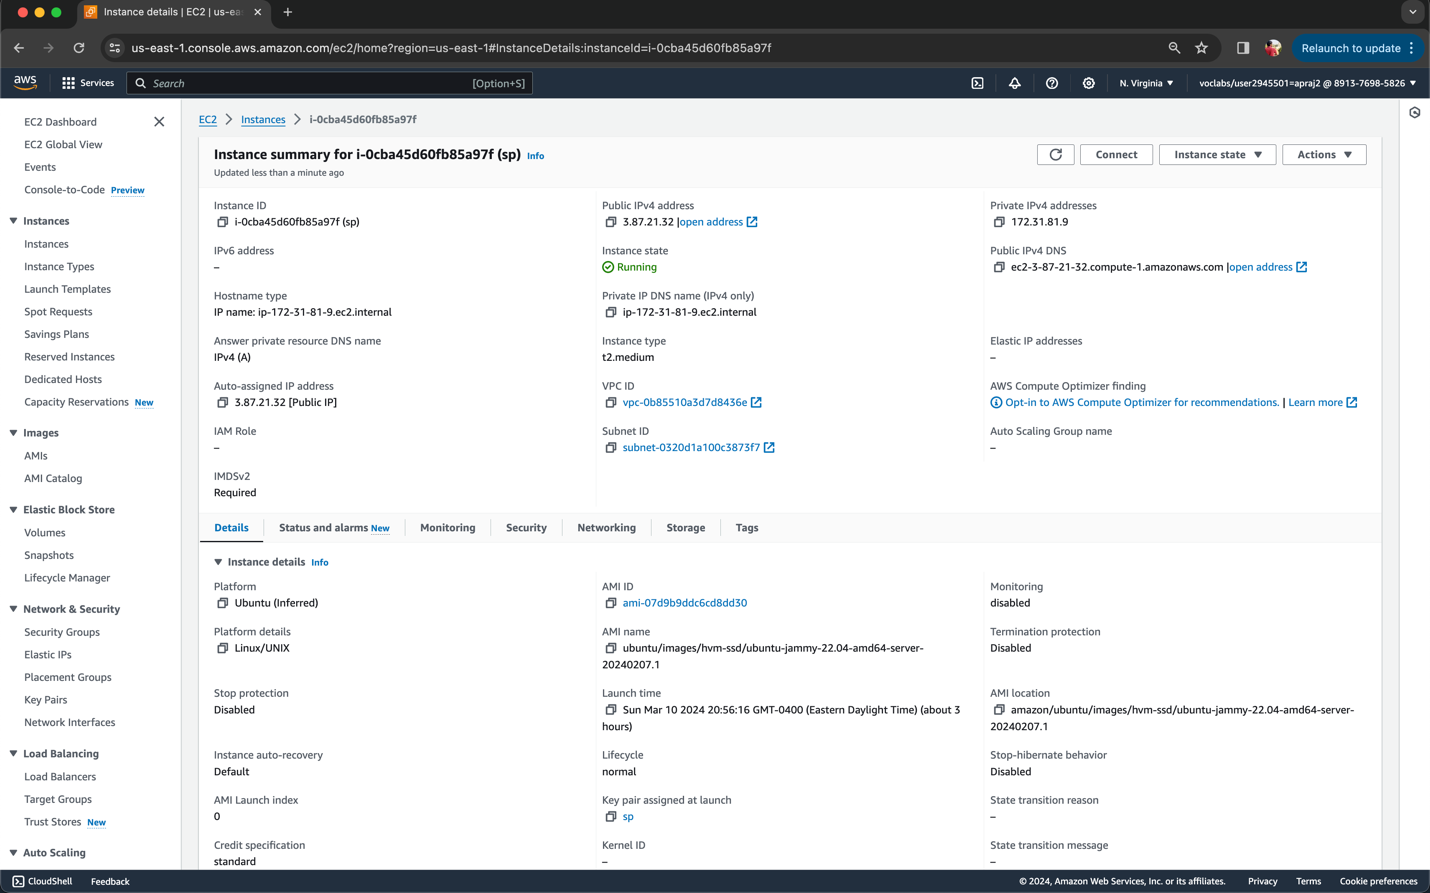 Instance details | EC2 | us-ea
us-east-1.console.aws.amazon.com/ec2/home?region=us-east-1#InstanceDetails:instanceId=i-0cba45d60fb85a97f
Relaunch to update
aws
Services
Search
[Option+S]
N. Virginia
voclabs/user2945501=apraj2 @ 8913-7698-5826
EC2 Dashboard
EC2 Global View
Events
Console-to-Code Preview
Instances
Instances
Instance Types
Launch Templates
Spot Requests
Savings Plans
Reserved Instances
Dedicated Hosts
Capacity Reservations New
Images
AMIs
AMI Catalog
Elastic Block Store
Volumes
Snapshots
Lifecycle Manager
Network & Security
Security Groups
Elastic IPs
Placement Groups
Key Pairs
Network Interfaces
Load Balancing
Load Balancers
Target Groups
Trust Stores New
Auto Scaling
EC2 > Instances > i-0cba45d60fb85a97f
Instance summary for i-0cba45d60fb85a97f (sp) Info
Updated less than a minute ago
Connect
Instance state
Actions
Instance ID
i-0cba45d60fb85a97f (sp)
Public IPv4 address
3.87.21.32 |open address
Private IPv4 addresses
172.31.81.9
IPv6 address
–
Instance state
Running
Public IPv4 DNS
ec2-3-87-21-32.compute-1.amazonaws.com |open address
Hostname type
IP name: ip-172-31-81-9.ec2.internal
Private IP DNS name (IPv4 only)
ip-172-31-81-9.ec2.internal
Answer private resource DNS name
IPv4 (A)
Instance type
t2.medium
Elastic IP addresses
–
Auto-assigned IP address
3.87.21.32 [Public IP]
VPC ID
vpc-0b85510a3d7d8436e
AWS Compute Optimizer finding
Opt-in to AWS Compute Optimizer for recommendations. | Learn more
IAM Role
–
Subnet ID
subnet-0320d1a100c3873f7
Auto Scaling Group name
–
IMDSv2
Required
Details
Status and alarms New
Monitoring
Security
Networking
Storage
Tags
Instance details Info
Platform
Ubuntu (Inferred)
AMI ID
ami-07d9b9ddc6cd8dd30
Monitoring
disabled
Platform details
Linux/UNIX
AMI name
ubuntu/images/hvm-ssd/ubuntu-jammy-22.04-amd64-server-
20240207.1
Termination protection
Disabled
Stop protection
Disabled
Launch time
Sun Mar 10 2024 20:56:16 GMT-0400 (Eastern Daylight Time) (about 3
hours)
AMI location
amazon/ubuntu/images/hvm-ssd/ubuntu-jammy-22.04-amd64-server-
20240207.1
Instance auto-recovery
Default
Lifecycle
normal
Stop-hibernate behavior
Disabled
AMI Launch index
0
Key pair assigned at launch
sp
State transition reason
–
Credit specification
standard
Kernel ID
–
State transition message
–
CloudShell
Feedback
© 2024, Amazon Web Services, Inc. or its affiliates.
Privacy
Terms
Cookie preferences